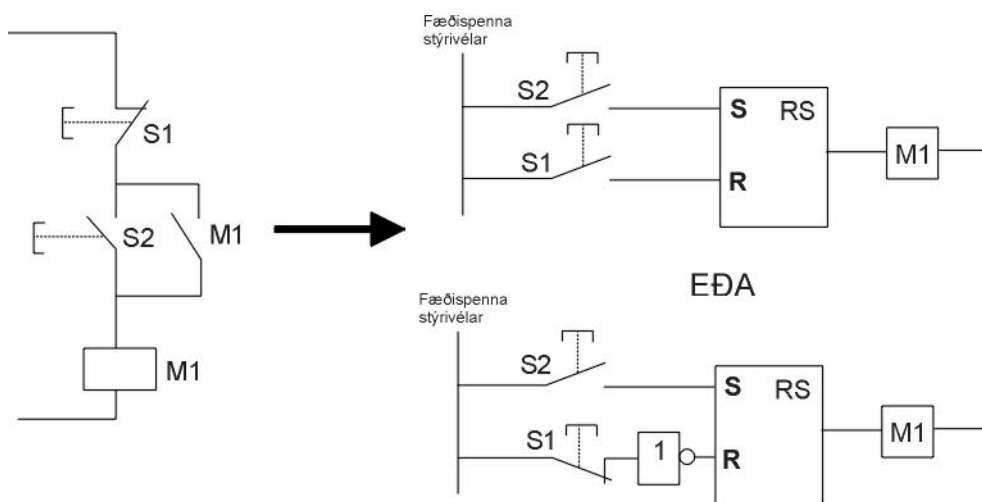 S1
S2
M1
M1
Fæðispenna
stýrivélar
S2
S1
S
RS
R
M1
EÐA
Fæðispenna
stýrivélar
S2
S1
1
S
RS
R
M1